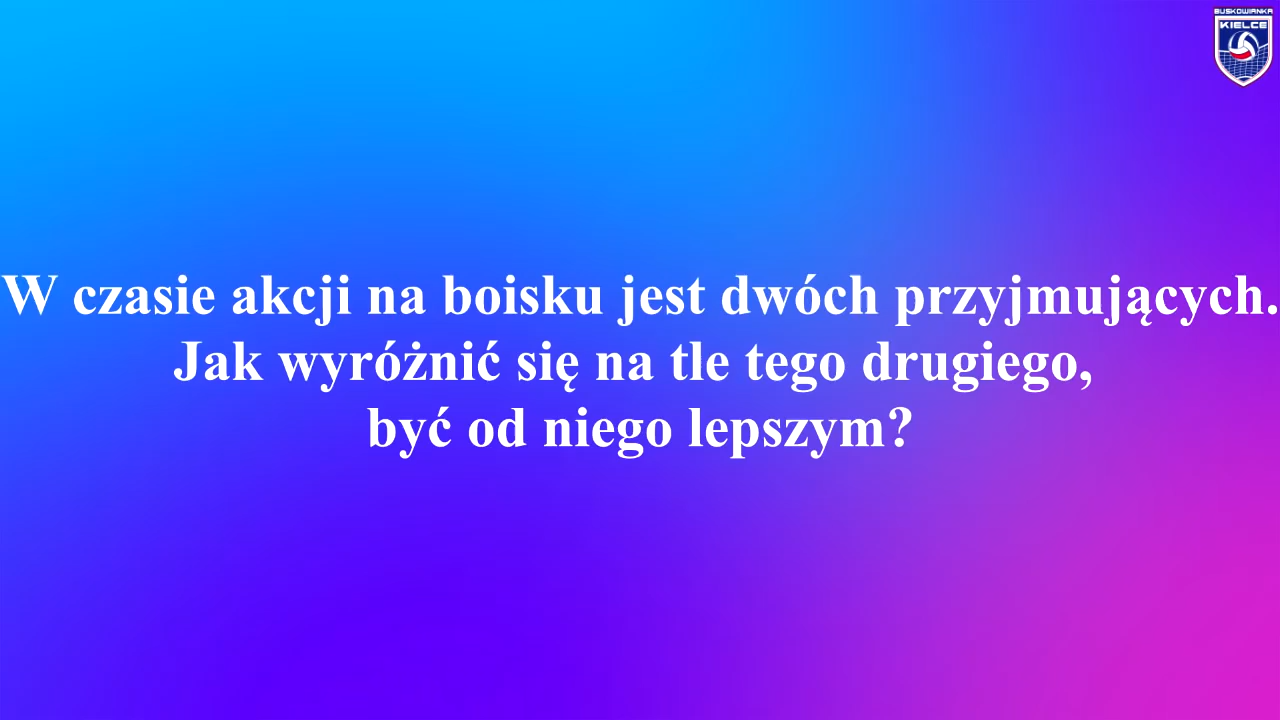 BUSKOWIANKA
KIELCE
W czasie akcji na boisku jest dwóch przyjmujących.
Jak wyróżnić się na tle tego drugiego,
być od niego lepszym?